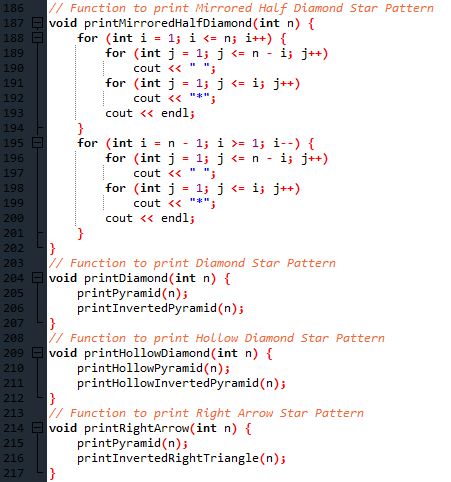 186 // Function to print Mirrored Half Diamond Star Pattern
187 void printMirroredHalfDiamond(int n) {
188     for (int i = 1; i <= n; i++) {
189         for (int j = 1; j <= n - i; j++)
190             cout << " ";
191         for (int j = 1; j <= i; j++)
192             cout << "*";
193         cout << endl;
194     }
195     for (int i = n - 1; i >= 1; i--) {
196         for (int j = 1; j <= n - i; j++)
197             cout << " ";
198         for (int j = 1; j <= i; j++)
199             cout << "*";
200         cout << endl;
201     }
202 }
203 // Function to print Diamond Star Pattern
204 void printDiamond(int n) {
205     printPyramid(n);
206     printInvertedPyramid(n);
207 }
208 // Function to print Hollow Diamond Star Pattern
209 void printHollowDiamond(int n) {
210     printHollowPyramid(n);
211     printHollowInvertedPyramid(n);
212 }
213 // Function to print Right Arrow Star Pattern
214 void printRightArrow(int n) {
215     printPyramid(n);
216     printInvertedRightTriangle(n);
217 }